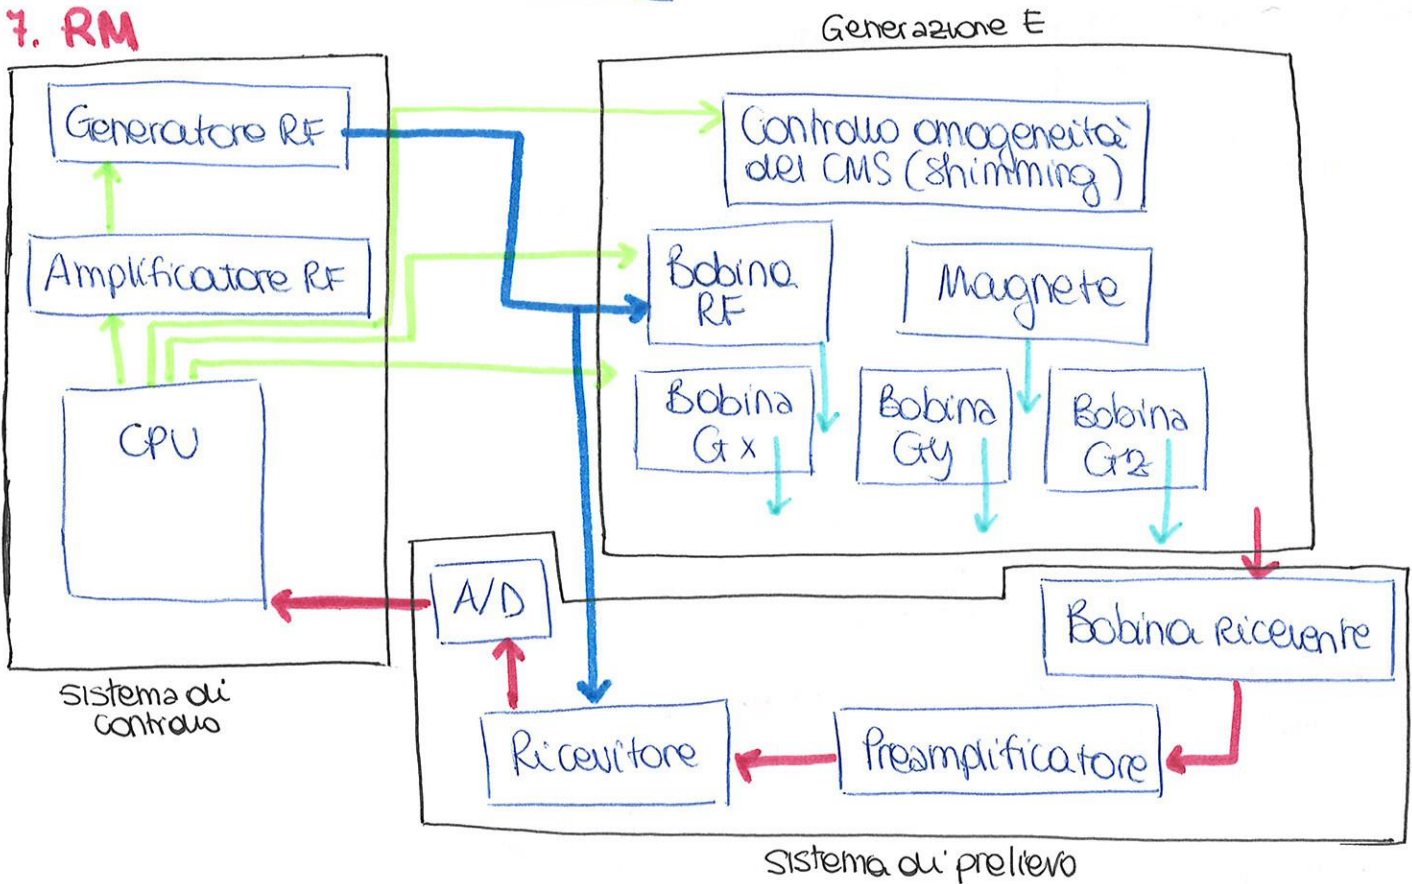 7. RM
Generazione E
Generatore RF
Controllo omogeneità
del CMS (shimming)
Amplificatore RF
Bobina
RF
Magnete
CPU
Bobina
Gx
Bobina
Gy
Bobina
Gz
A/D
Bobina ricevente
sistema di
controllo
Ricevitore
Preamplificatore
sistema di prelievo